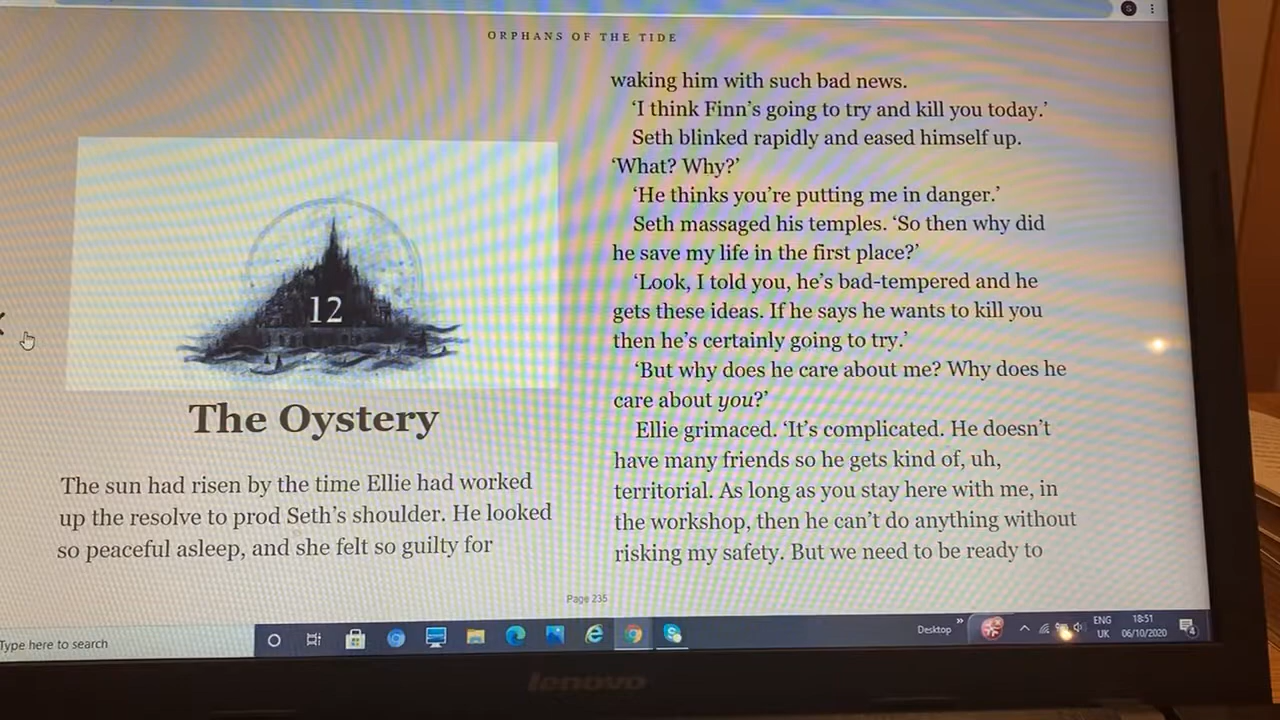 ORPHANS OF THE TIDE
12
The Oystery
The sun had risen by the time Ellie had worked
up the resolve to prod Seth’s shoulder. He looked
so peaceful asleep, and she felt so guilty for
waking him with such bad news.
‘I think Finn’s going to try and kill you today.’
Seth blinked rapidly and eased himself up.
‘What? Why?’
‘He thinks you’re putting me in danger.’
Seth massaged his temples. ‘So then why did
he save my life in the first place?’
‘Look, I told you, he’s bad-tempered and he
gets these ideas. If he says he wants to kill you
then he’s certainly going to try.’
‘But why does he care about me? Why does he
care about you?’
Ellie grimaced. ‘It’s complicated. He doesn’t
have many friends so he gets kind of, uh,
territorial. As long as you stay here with me, in
the workshop, then he can’t do anything without
risking my safety. But we need to be ready to
Page 235
Type here to search
Desktop
ENG
UK
18:51
06/10/2020
4
lenovo